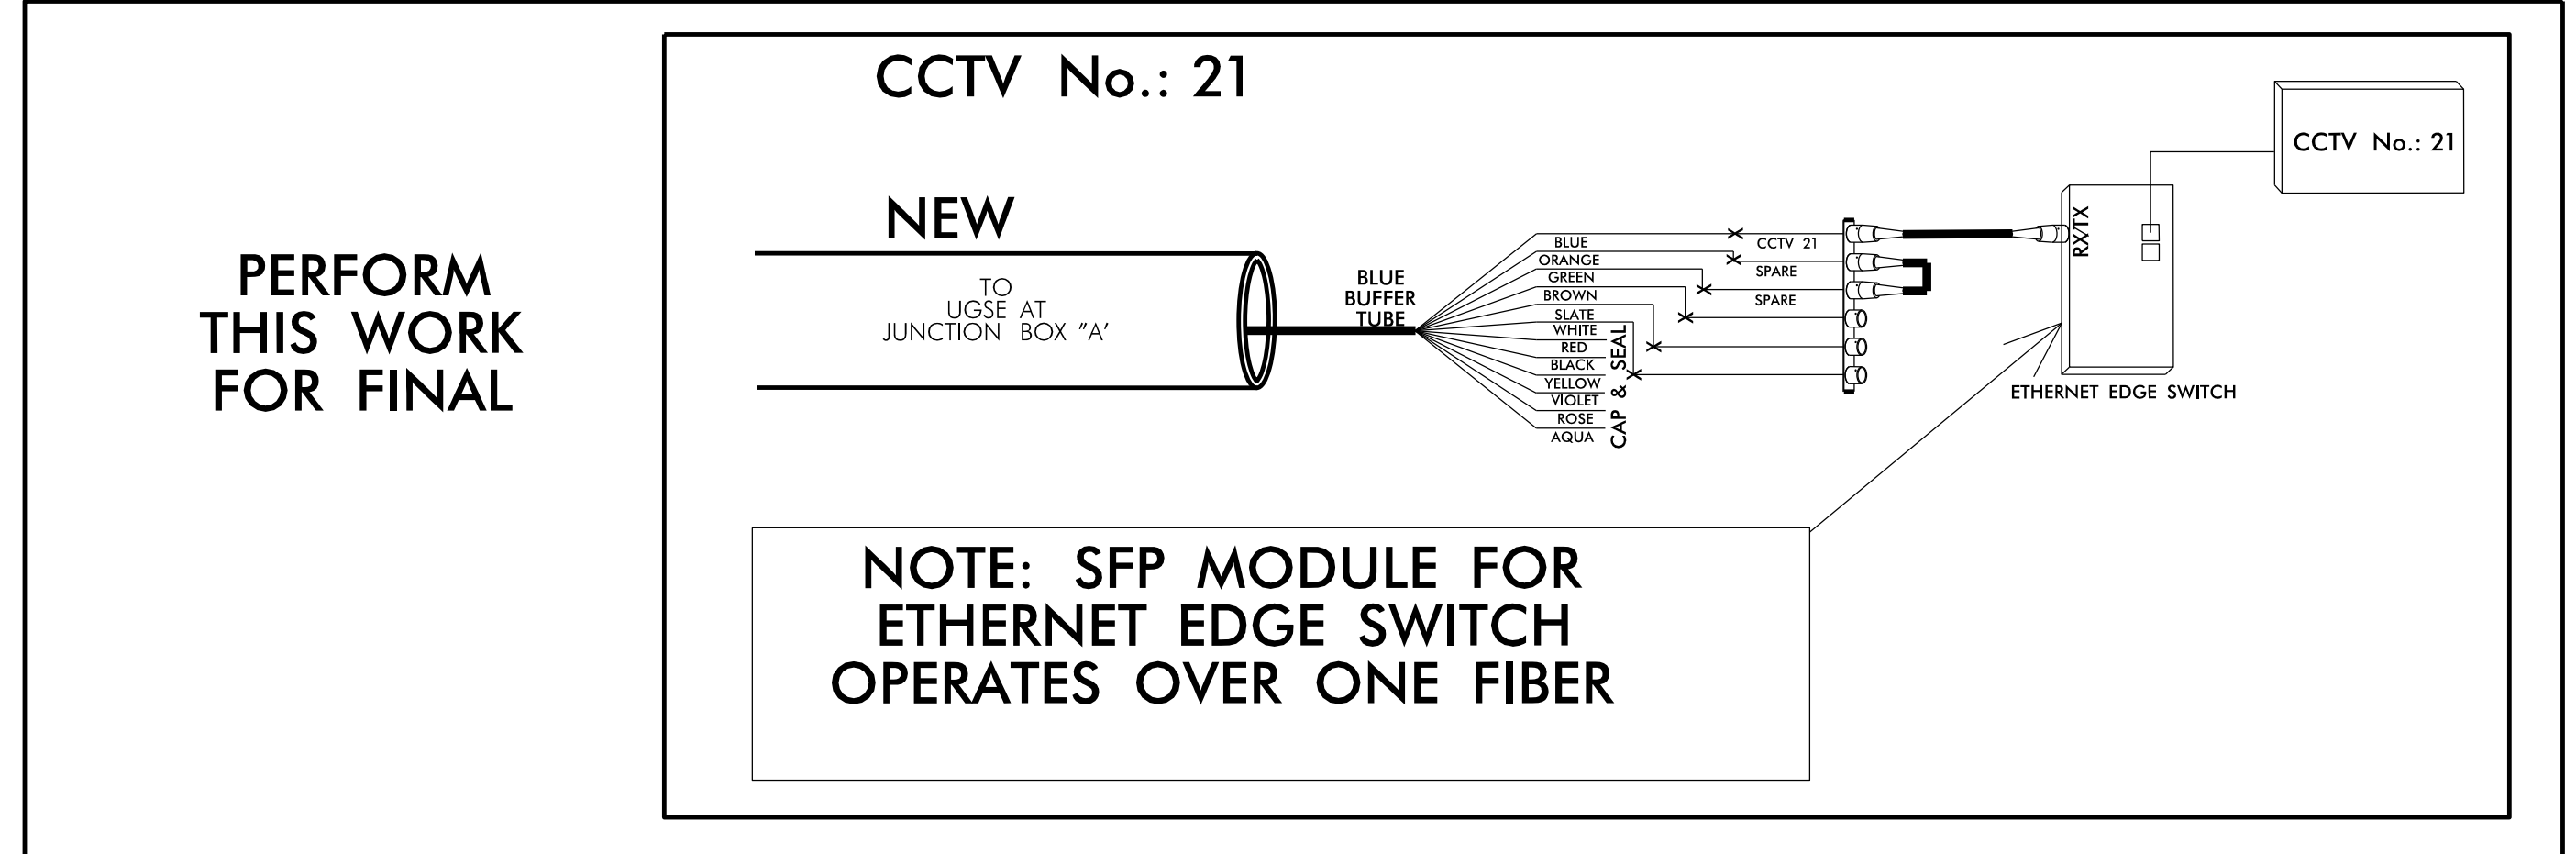 CCTV No.: 21
CCTV No.: 21
NEW
PERFORM
THIS WORK
FOR FINAL
TO
UGSE AT
JUNCTION BOX "A'
BLUE
BUFFER
TUBE
BLUE
ORANGE
GREEN
BROWN
SLATE
WHITE
RED
BLACK
YELLOW
VIOLET
ROSE
AQUA
CAP & SEAL
CCTV 21
SPARE
SPARE
RX/TX
ETHERNET EDGE SWITCH
NOTE: SFP MODULE FOR
ETHERNET EDGE SWITCH
OPERATES OVER ONE FIBER